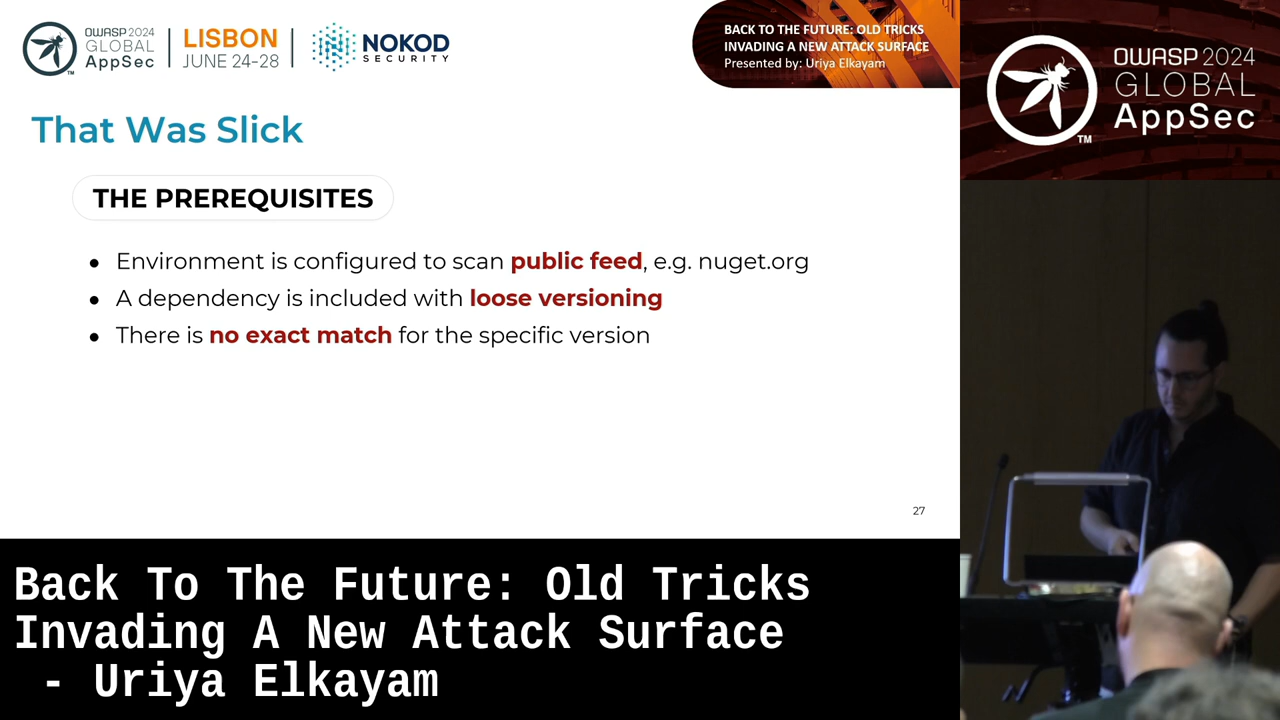 OWASP 2024
GLOBAL
AppSec
TM
LISBON
JUNE 24-28
NOKOD
SECURITY
BACK TO THE FUTURE: OLD TRICKS
INVADING A NEW ATTACK SURFACE
Presented by: Uriya Elkayam
OWASP 2024
GLOBAL
AppSec
TM
That Was Slick
THE PREREQUISITES
● Environment is configured to scan public feed, e.g. nuget.org
● A dependency is included with loose versioning
● There is no exact match for the specific version
27
Back To The Future: Old Tricks
Invading A New Attack Surface
- Uriya Elkayam